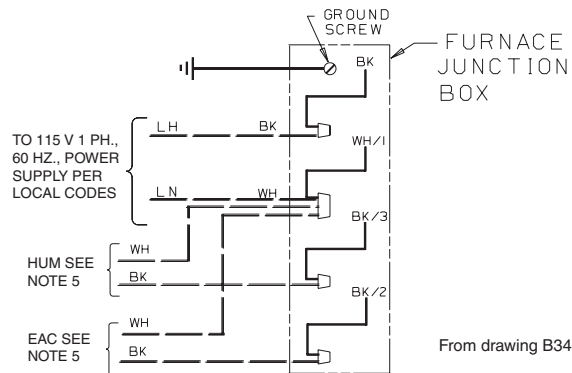 GROUND
SCREW
FURNACE
JUNCTION
BOX
BK
LH
BK
TO 115 V 1 PH.,
60 HZ., POWER
SUPPLY PER
LOCAL CODES
WH/1
LN
WH
BK/3
WH
HUM SEE
NOTE 5
BK
BK/2
WH
EAC SEE
NOTE 5
BK
From drawing B34